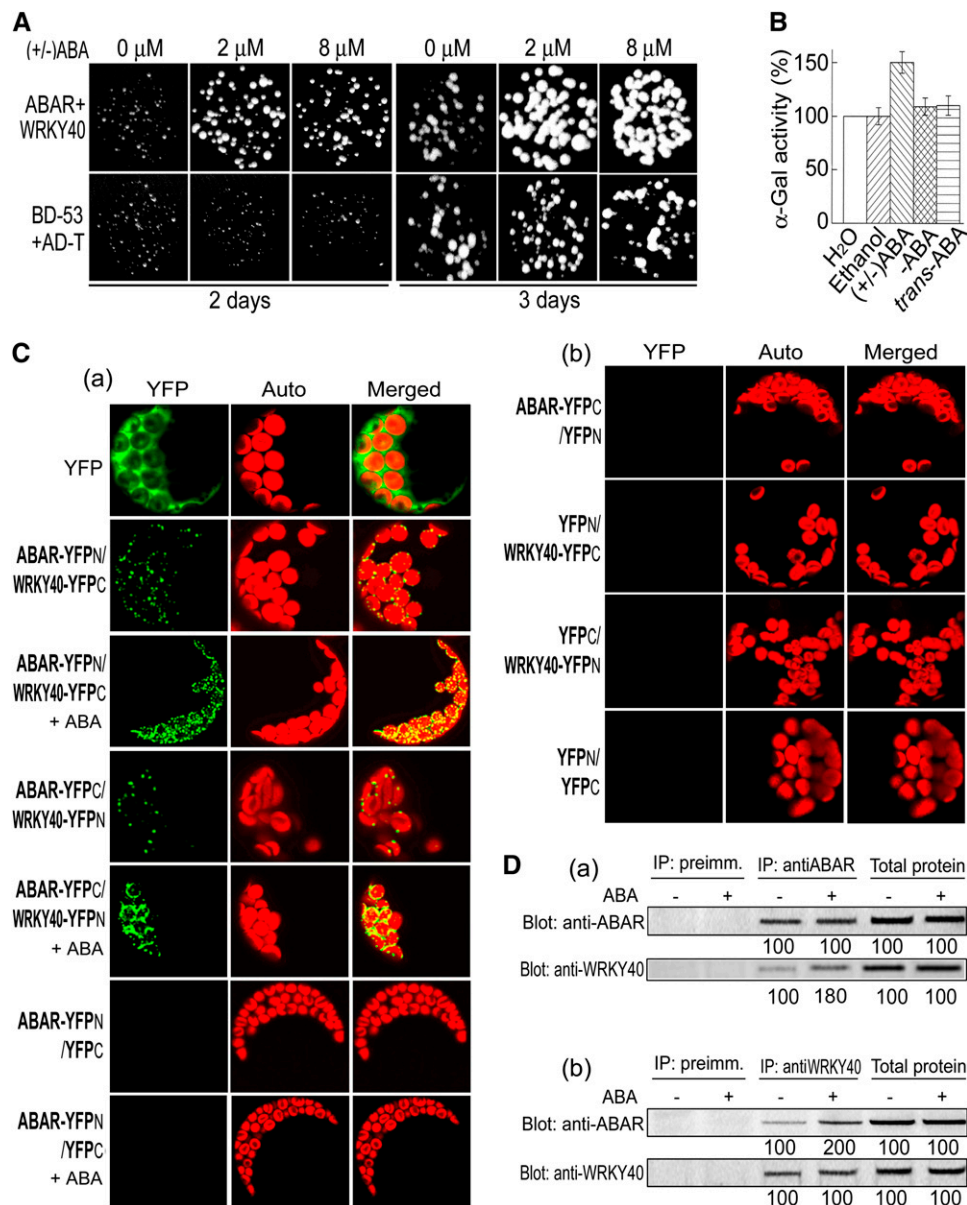 A
(+/-)ABA 0 μM 2 μM 8 μM 0 μM 2 μM 8 μM
ABAR+
WRKY40
BD-53
+AD-T
2 days 3 days
B
α-Gal activity (%)
150
100
50
0
H2O
Ethanol
(+/-)ABA
-ABA
trans-ABA
C
(a)
YFP Auto Merged
YFP
ABAR-YFPN/
WRKY40-YFPC
ABAR-YFPN/
WRKY40-YFPC
+ ABA
ABAR-YFPC/
WRKY40-YFPN
ABAR-YFPC/
WRKY40-YFPN
+ ABA
ABAR-YFPN
/YFPC
ABAR-YFPN
/YFPC
+ ABA
(b)
YFP Auto Merged
ABAR-YFPC
/YFPN
YFPN/
WRKY40-YFPC
YFPC/
WRKY40-YFPN
YFPN/
YFPC
D
(a)
IP: preimm. IP: antiABAR Total protein
ABA - + - + - +
Blot: anti-ABAR
100 100 100 100
Blot: anti-WRKY40
100 180 100 100
(b)
IP: preimm. IP: antiWRKY40 Total protein
ABA - + - + - +
Blot: anti-ABAR
100 200 100 100
Blot: anti-WRKY40
100 100 100 100